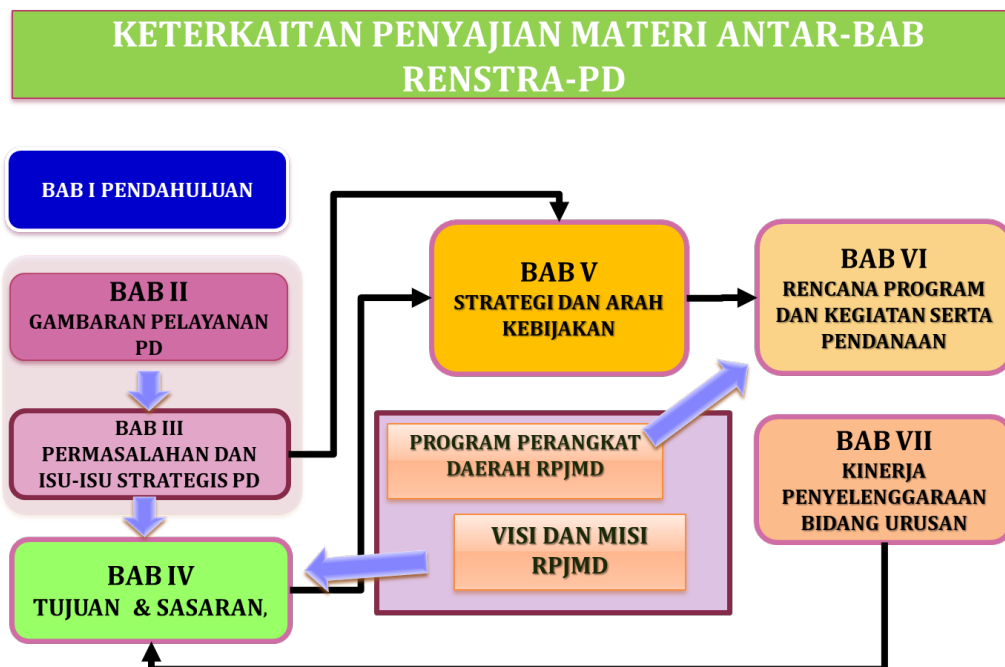 KETERKAITAN PENYAJIAN MATERI ANTAR-BAB
RENSTRA-PD
BAB I PENDAHULUAN
BAB II
GAMBARAN PELAYANAN
PD
BAB III
PERMASALAHAN DAN
ISU-ISU STRATEGIS PD
BAB IV
TUJUAN & SASARAN,
BAB V
STRATEGI DAN ARAH
KEBIJAKAN
PROGRAM PERANGKAT
DAERAH RPJMD
VISI DAN MISI
RPJMD
BAB VI
RENCANA PROGRAM
DAN KEGIATAN SERTA
PENDANAAN
BAB VII
KINERJA
PENYELENGGARAAN
BIDANG URUSAN